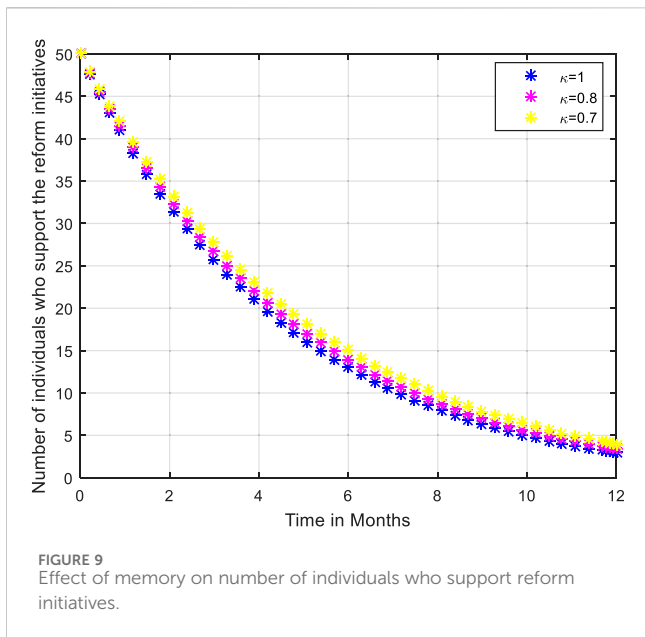 Number of individuals who support the reform initiatives
50
45
40
35
30
25
20
15
10
5
0
κ=1
κ=0.8
κ=0.7
0 2 4 6 8 10 12
Time in Months
FIGURE 9
Effect of memory on number of individuals who support reform
initiatives.